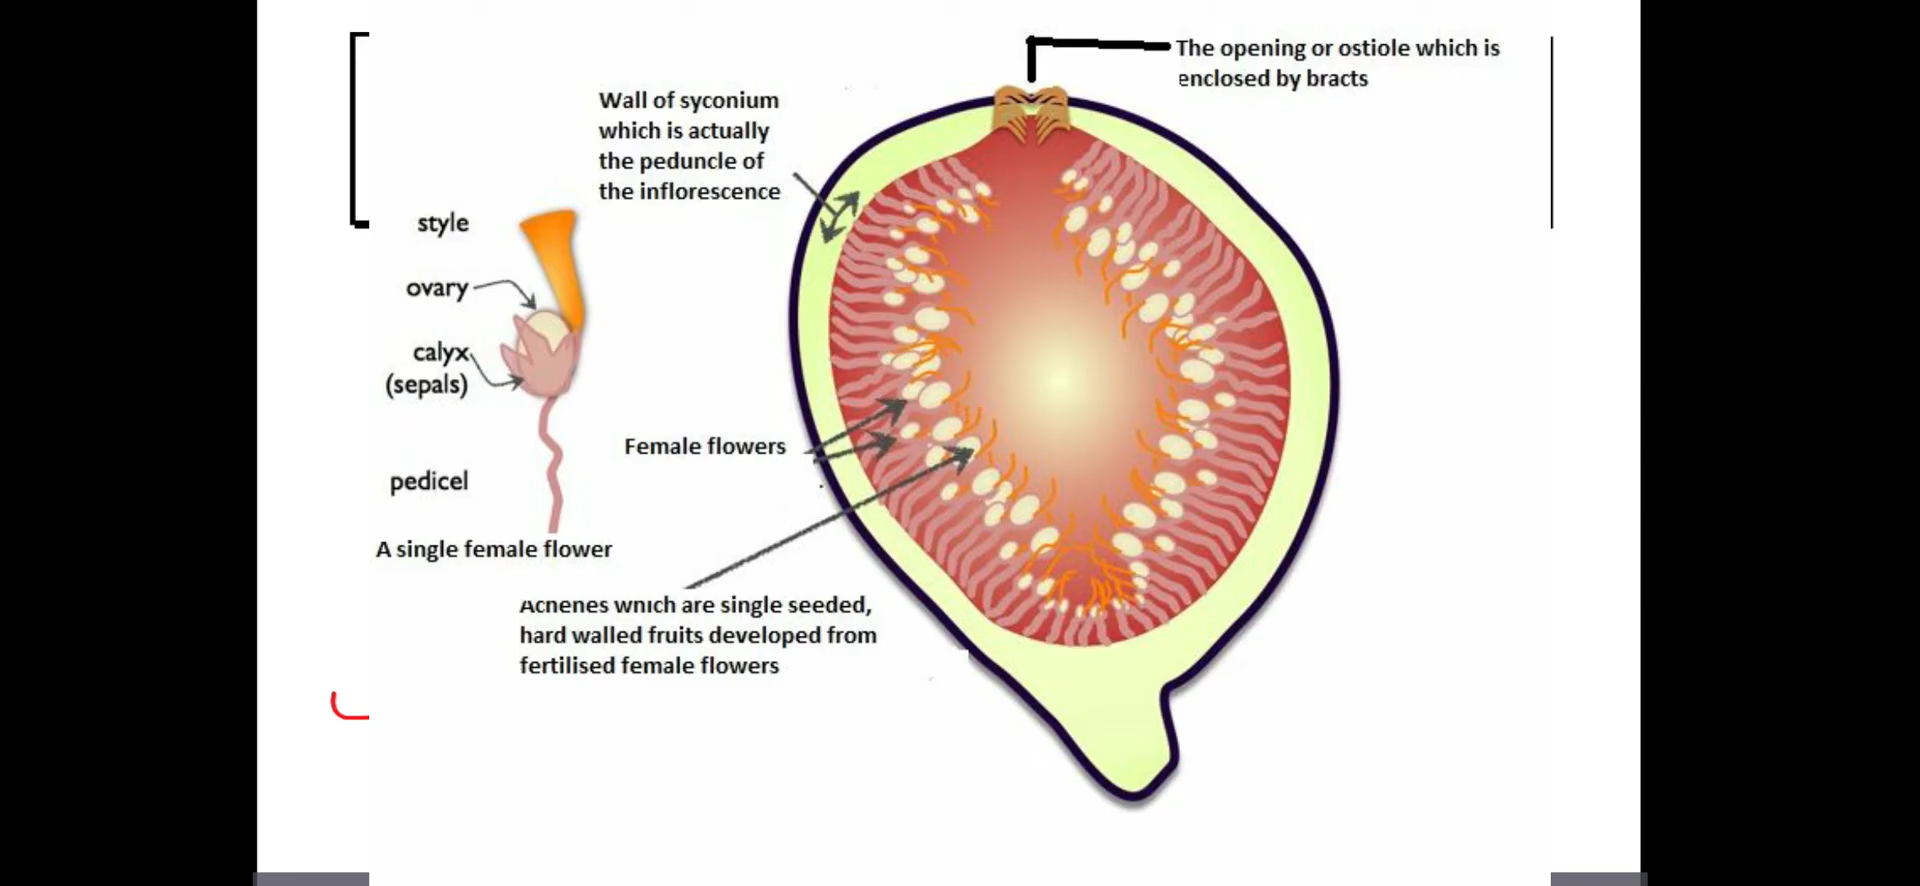 The opening or ostiole which is
enclosed by bracts
Wall of syconium
which is actually
the peduncle of
the inflorescence
style
ovary
calyx
(sepals)
pedicel
A single female flower
Female flowers
Achenes which are single seeded,
hard walled fruits developed from
fertilised female flowers